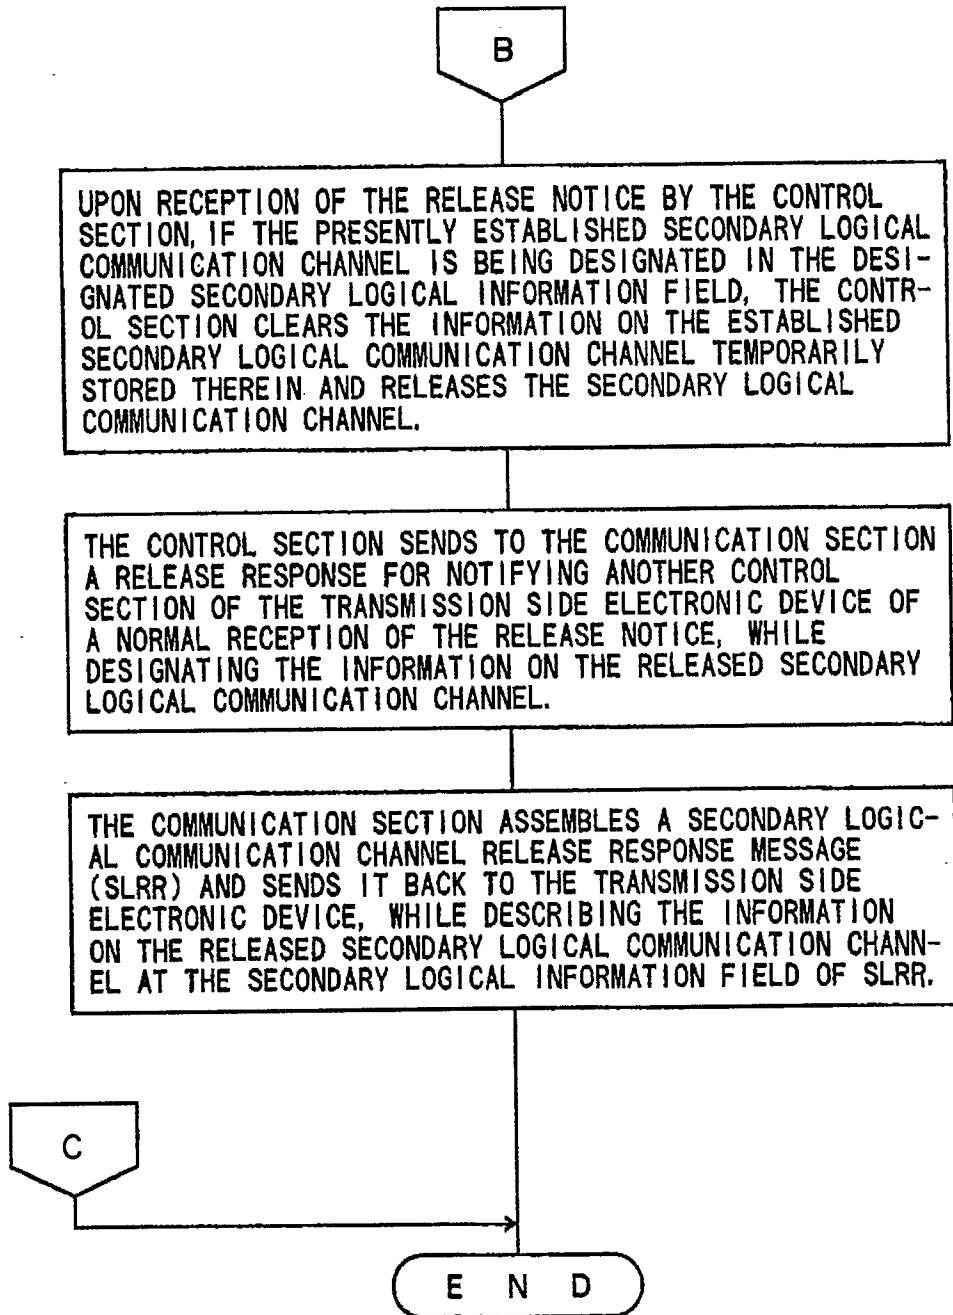 B
UPON RECEPTION OF THE RELEASE NOTICE BY THE CONTROL
SECTION, IF THE PRESENTLY ESTABLISHED SECONDARY LOGICAL
COMMUNICATION CHANNEL IS BEING DESIGNATED IN THE DESI-
GNATED SECONDARY LOGICAL INFORMATION FIELD, THE CONTR-
OL SECTION CLEARS THE INFORMATION ON THE ESTABLISHED
SECONDARY LOGICAL COMMUNICATION CHANNEL TEMPORARILY
STORED THEREIN AND RELEASES THE SECONDARY LOGICAL
COMMUNICATION CHANNEL.
THE CONTROL SECTION SENDS TO THE COMMUNICATION SECTION
A RELEASE RESPONSE FOR NOTIFYING ANOTHER CONTROL
SECTION OF THE TRANSMISSION SIDE ELECTRONIC DEVICE OF
A NORMAL RECEPTION OF THE RELEASE NOTICE, WHILE
DESIGNATING THE INFORMATION ON THE RELEASED SECONDARY
LOGICAL COMMUNICATION CHANNEL.
THE COMMUNICATION SECTION ASSEMBLES A SECONDARY LOGIC-
AL COMMUNICATION CHANNEL RELEASE RESPONSE MESSAGE
(SLRR) AND SENDS IT BACK TO THE TRANSMISSION SIDE
ELECTRONIC DEVICE, WHILE DESCRIBING THE INFORMATION
ON THE RELEASED SECONDARY LOGICAL COMMUNICATION CHANN-
EL AT THE SECONDARY LOGICAL INFORMATION FIELD OF SLRR.
C
END